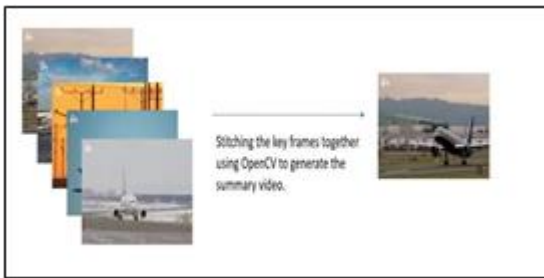 Stitching the key frames together
using OpenCV to generate the
summary video.